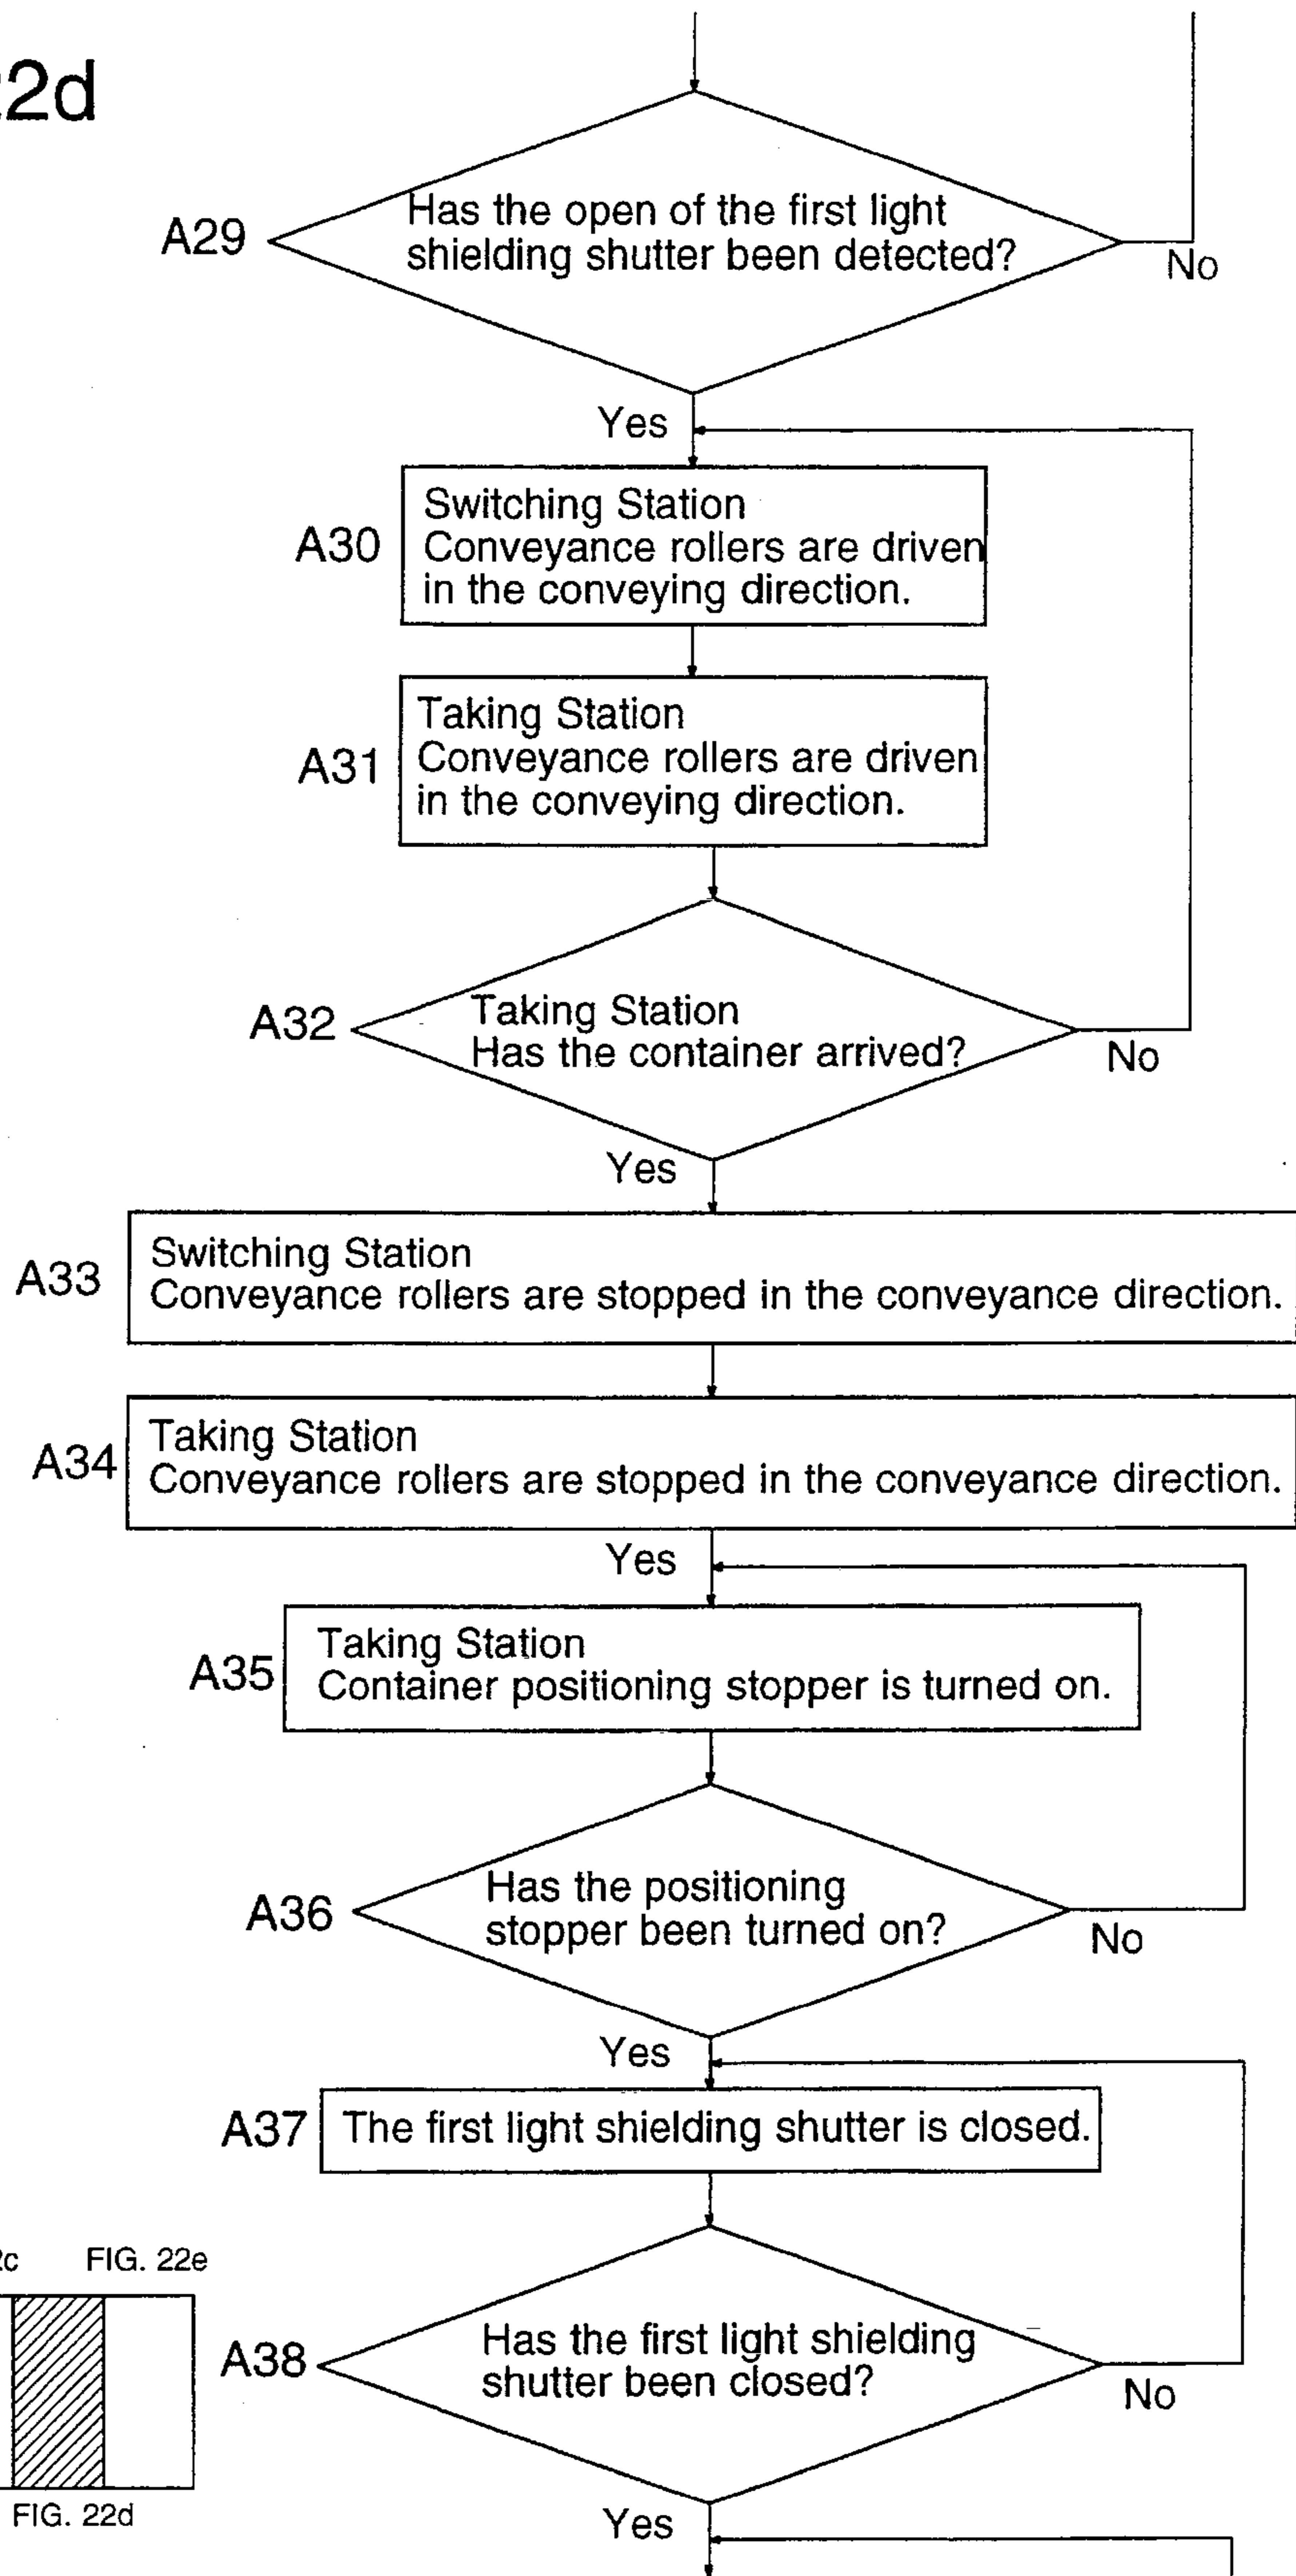 2d
A29
Has the open of the first light
shielding shutter been detected?
No
Yes
A30
Switching Station
Conveyance rollers are driven
in the conveying direction.
A31
Taking Station
Conveyance rollers are driven
in the conveying direction.
A32
Taking Station
Has the container arrived?
No
Yes
A33
Switching Station
Conveyance rollers are stopped in the conveyance direction.
A34
Taking Station
Conveyance rollers are stopped in the conveyance direction.
Yes
A35
Taking Station
Container positioning stopper is turned on.
A36
Has the positioning
stopper been turned on?
No
Yes
A37
The first light shielding shutter is closed.
A38
Has the first light shielding
shutter been closed?
No
Yes
c FIG. 22e
FIG. 22d